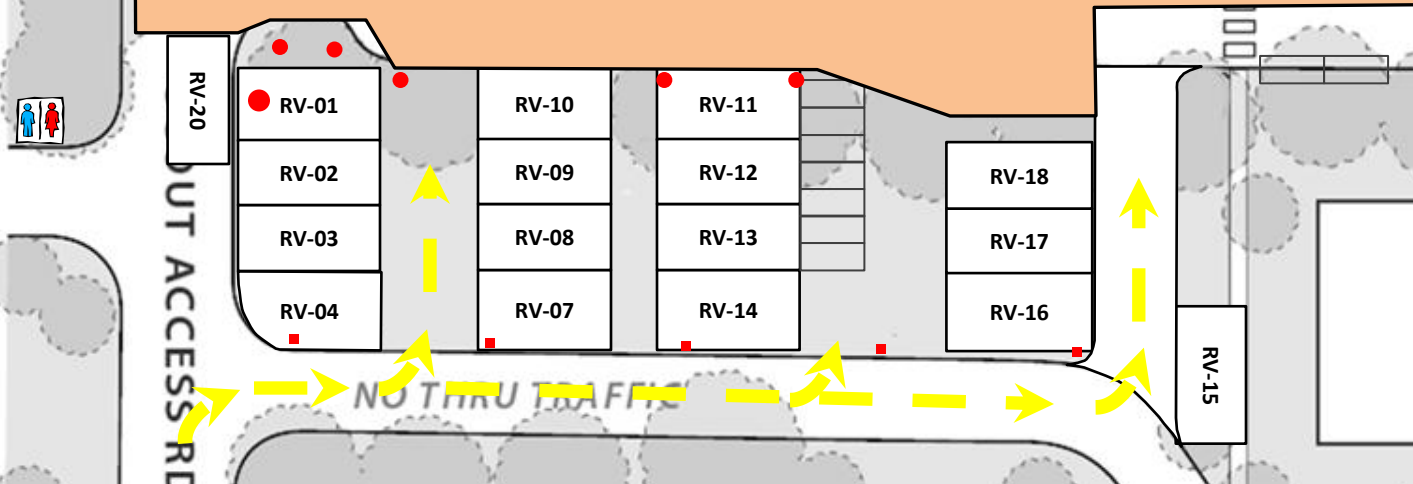 RV-20
RV-01
RV-10
RV-11
RV-02
RV-09
RV-12
RV-18
RV-03
RV-08
RV-13
RV-17
RV-04
RV-07
RV-14
RV-16
RV-15
OUT ACCESS RD
NO THRU TRAFFIC